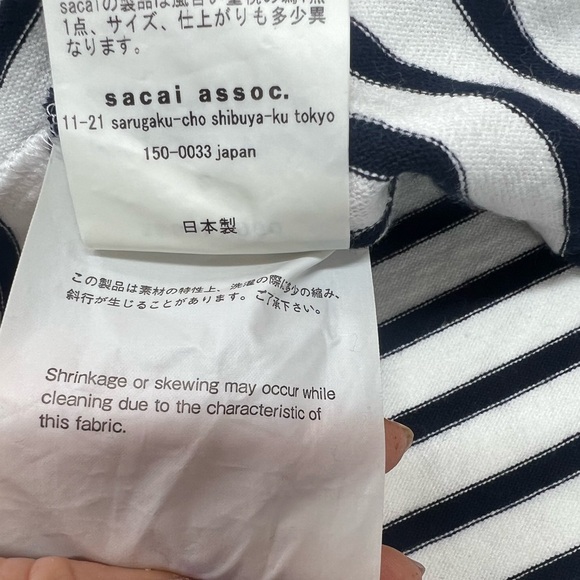 sacaiの製品は風合い重視の為
1点、サイズ、仕上がりも多少異
なります。
sacai assoc.
11-21 sarugaku-cho shibuya-ku tokyo
150-0033 japan
日本製
この製品は素材の特性上、洗濯の際は多少の縮み、
斜行が生じることがあります。ご了承下さい。
Shrinkage or skewing may occur while
cleaning due to the characteristic of
this fabric.